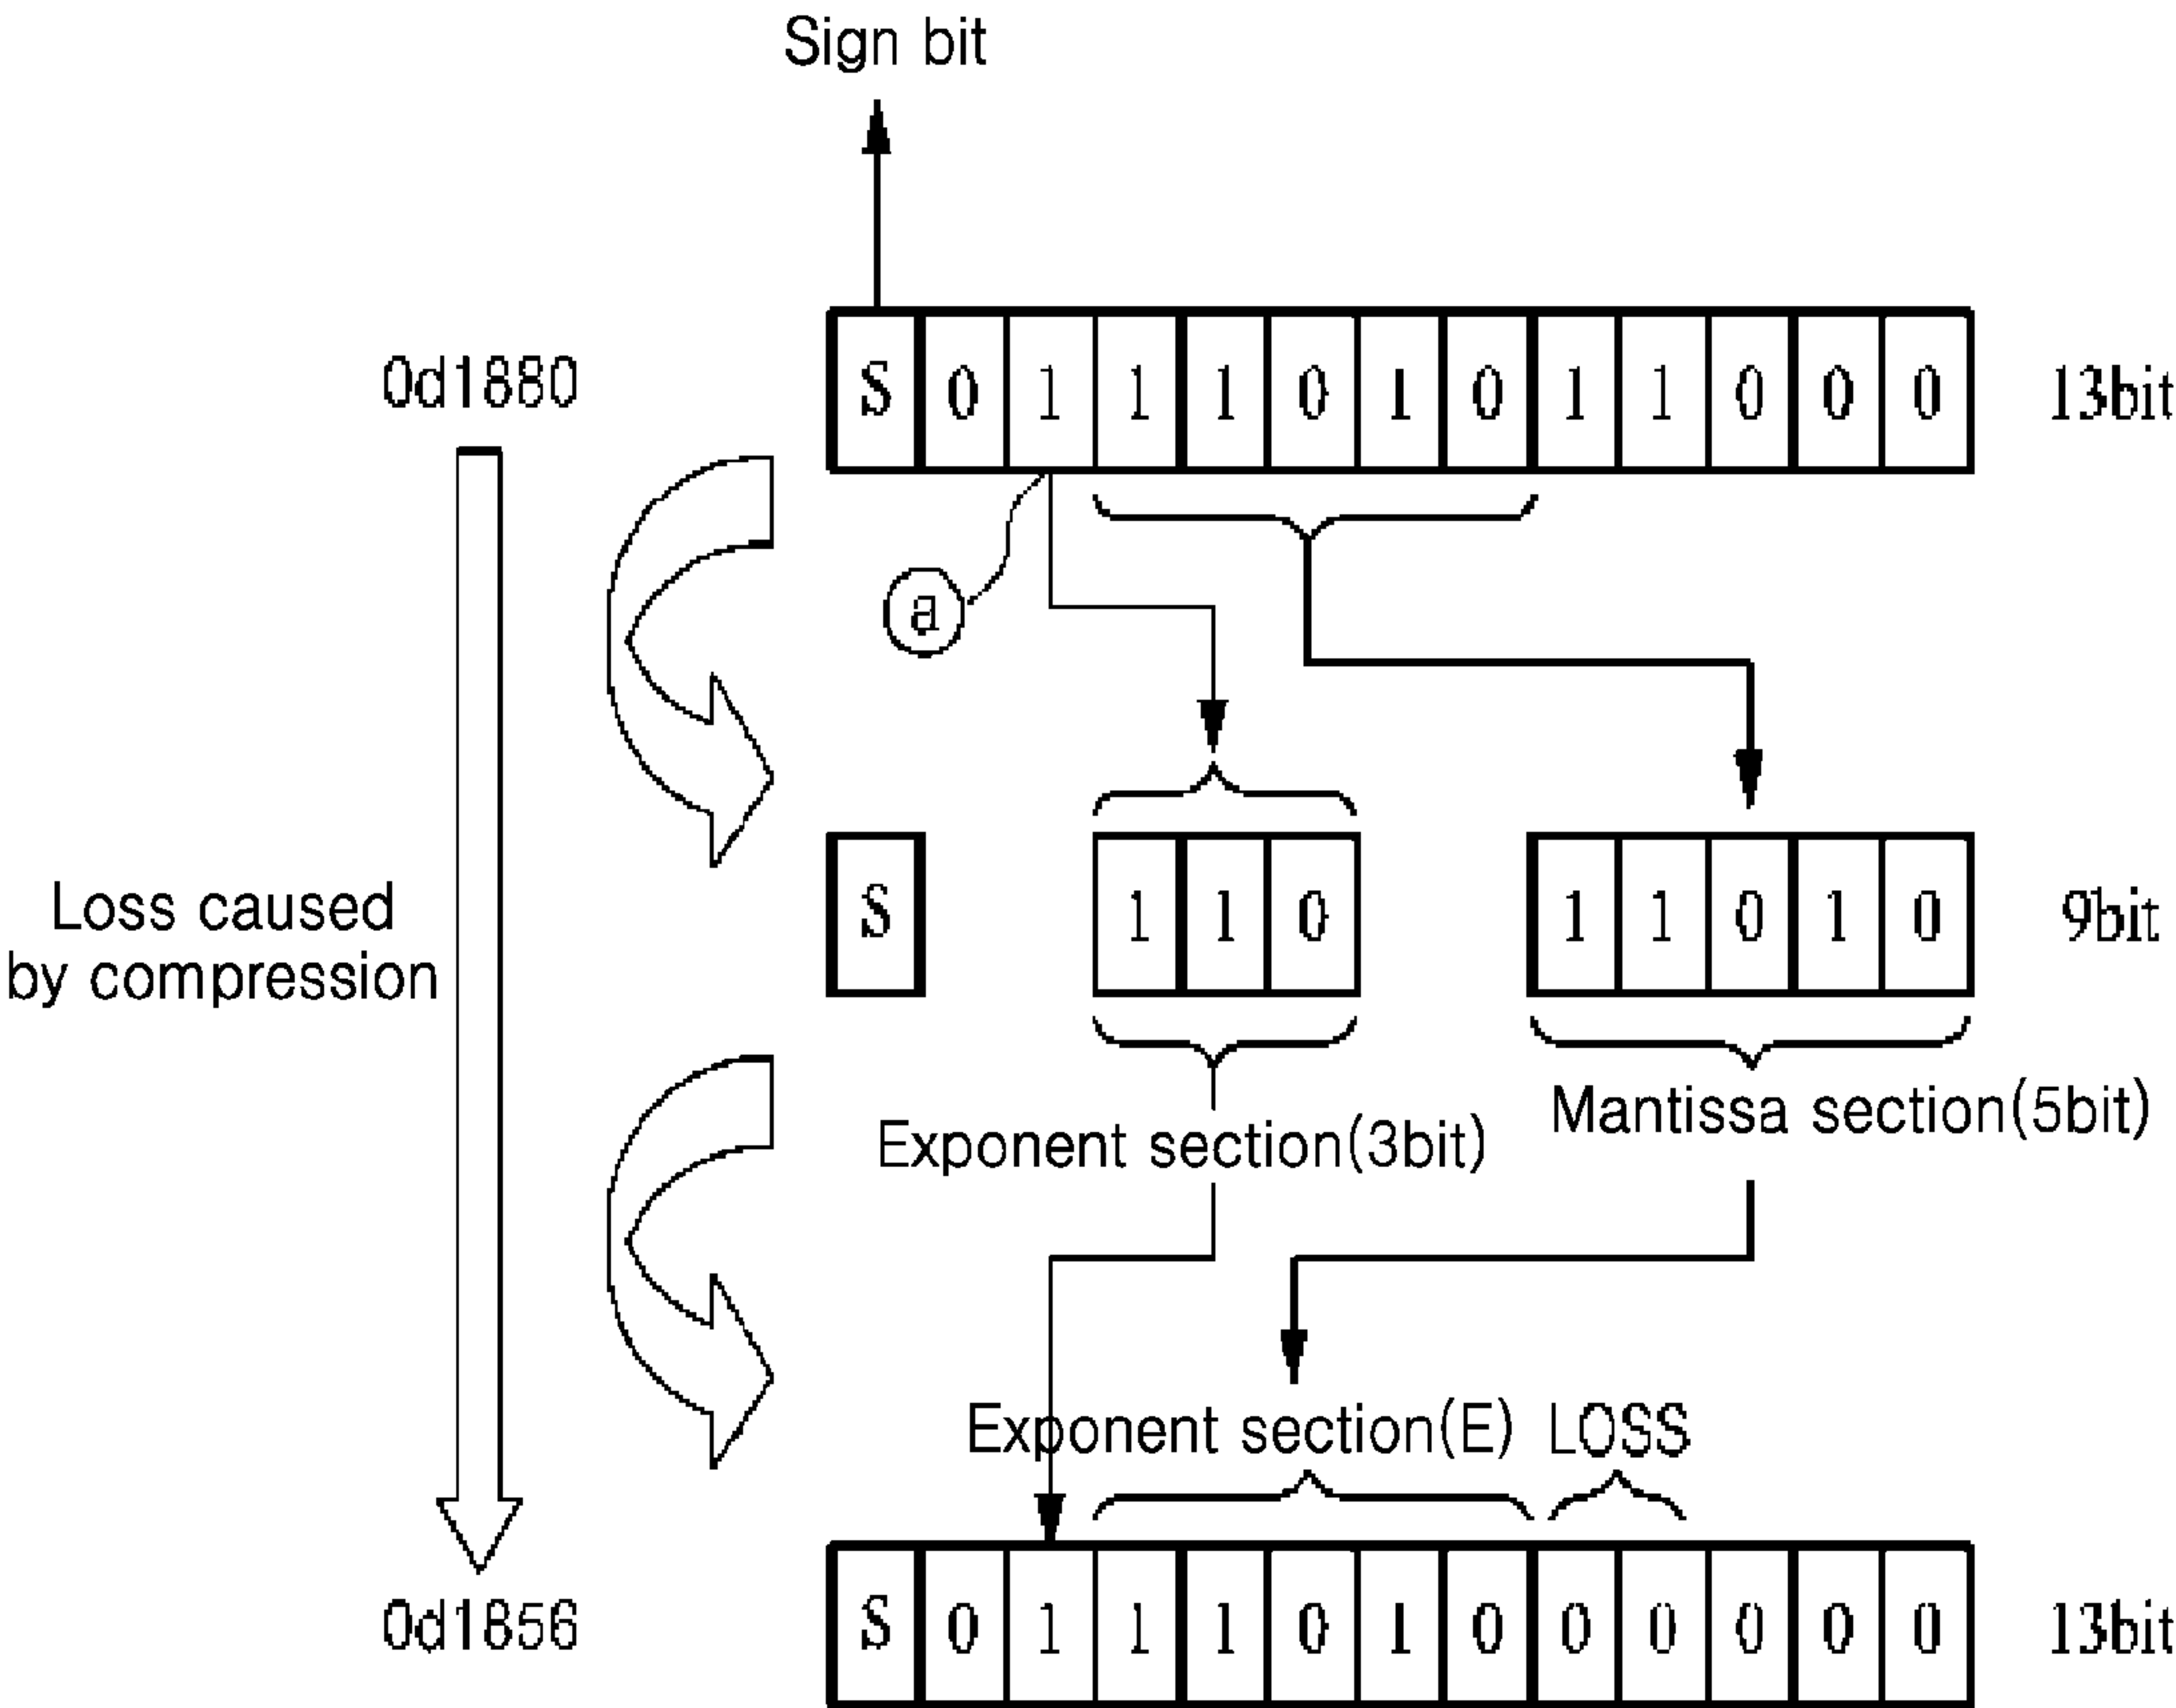 Sign bit
0d1880 S 0 1 1 1 0 1 0 1 1 0 0 0 13bit
a
S 1 1 0 1 1 0 1 0 9bit
Loss caused
by compression
Exponent section(3bit) Mantissa section(5bit)
Exponent section(E) LOSS
0d1856 S 0 1 1 1 0 1 0 0 0 0 0 0 13bit